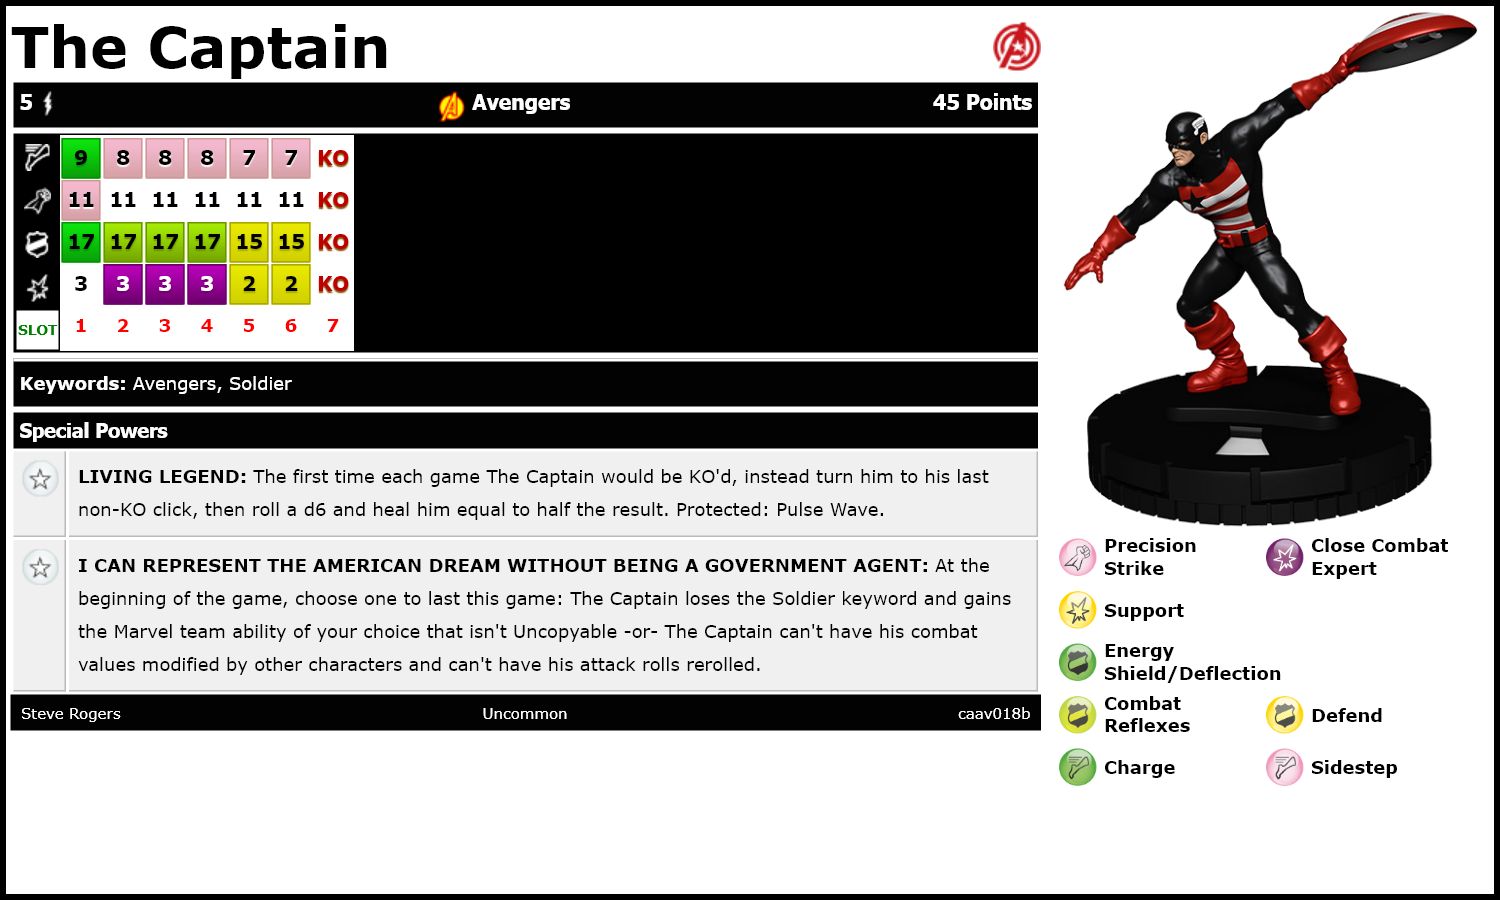 The Captain
5 Avengers 45 Points
9 8 8 8 7 7 KO
11 11 11 11 11 11 KO
17 17 17 17 15 15 KO
3 3 3 3 2 2 KO
SLOT 1 2 3 4 5 6 7
Keywords: Avengers, Soldier
Special Powers
LIVING LEGEND: The first time each game The Captain would be KO'd, instead turn him to his last
non-KO click, then roll a d6 and heal him equal to half the result. Protected: Pulse Wave.
I CAN REPRESENT THE AMERICAN DREAM WITHOUT BEING A GOVERNMENT AGENT: At the
beginning of the game, choose one to last this game: The Captain loses the Soldier keyword and gains
the Marvel team ability of your choice that isn't Uncopyable -or- The Captain can't have his combat
values modified by other characters and can't have his attack rolls rerolled.
Steve Rogers Uncommon caav018b
Precision
Strike
Close Combat
Expert
Support
Energy
Shield/Deflection
Combat
Reflexes
Defend
Charge
Sidestep